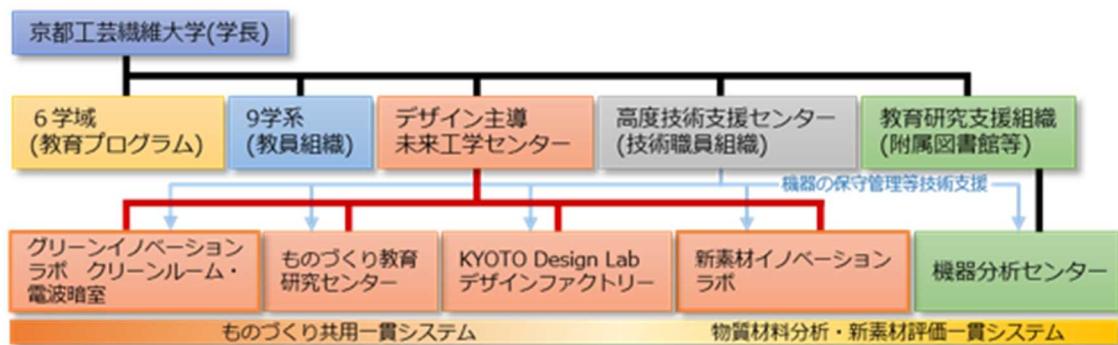 京都工芸繊維大学(学長)
６学域
(教育プログラム)
9学系
(教員組織)
デザイン主導
未来工学センター
高度技術支援センター
(技術職員組織)
教育研究支援組織
(附属図書館等)
機器の保守管理等技術支援
グリーンイノベーション
ラボ　クリーンルーム・
電波暗室
ものづくり教育
研究センター
KYOTO Design Lab
デザインファクトリー
新素材イノベーション
ラボ
機器分析センター
ものづくり共用一貫システム
物質材料分析・新素材評価一貫システム